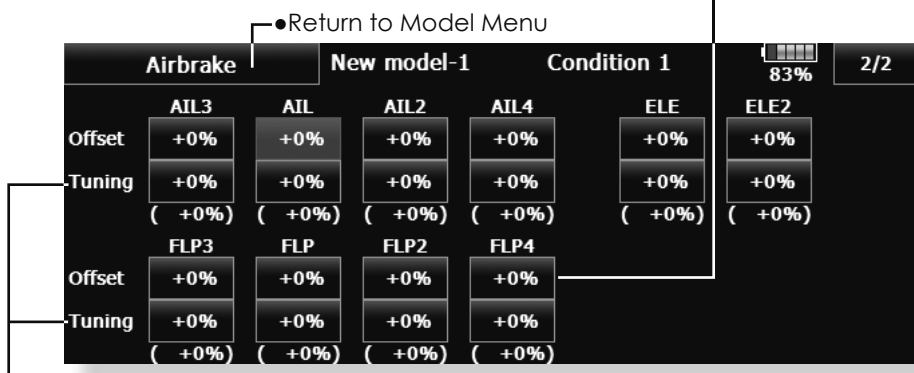 ●Return to Model Menu
Airbrake New model-1 Condition 1 83% 2/2
AIL3 AIL AIL2 AIL4 ELE ELE2
Offset +0% +0% +0% +0% +0% +0%
Tuning +0% +0% +0% +0% +0% +0%
( +0%) ( +0%) ( +0%) ( +0%) ( +0%) ( +0%)
FLP3 FLP FLP2 FLP4
Offset +0% +0% +0% +0%
Tuning +0% +0% +0% +0%
( +0%) ( +0%) ( +0%) ( +0%)